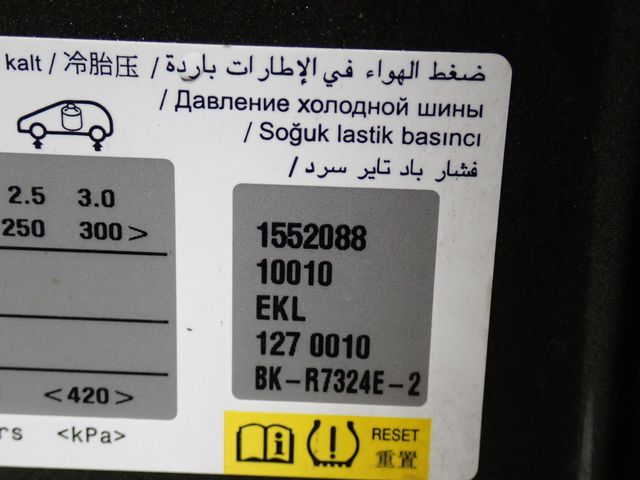 kalt / 冷胎压 / ضغط الهواء في الإطارات باردة
/ Давление холодной шины
/ Soğuk lastik basıncı
/ فشار باد تایر سرد
2.5 3.0
250 300 >
<420>
rs <kPa>
1552088
10010
EKL
127 0010
BK-R7324E-2
RESET
重置